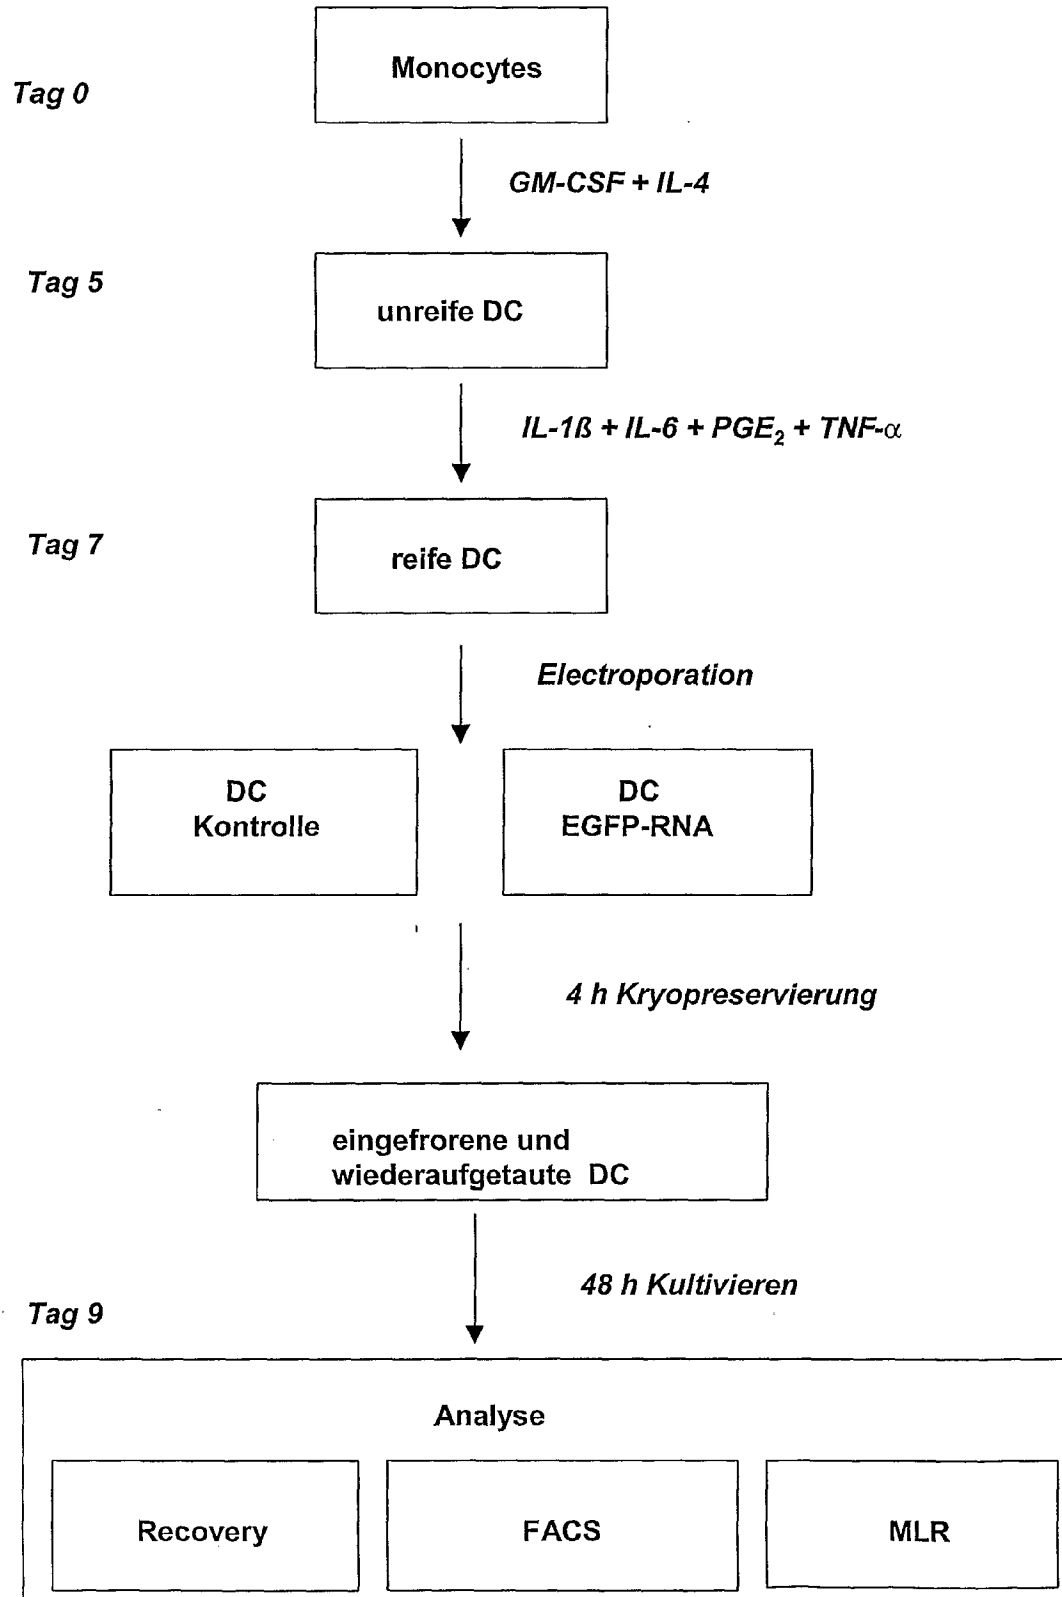 Monocytes
Tag 0
GM-CSF + IL-4
Tag 5
unreife DC
IL-1ß + IL-6 + PGE₂ + TNF-α
Tag 7
reife DC
Electroporation
DC
Kontrolle
DC
EGFP-RNA
4 h Kryopreservierung
eingefrorene und
wiederaufgetaute DC
48 h Kultivieren
Tag 9
Analyse
Recovery
FACS
MLR